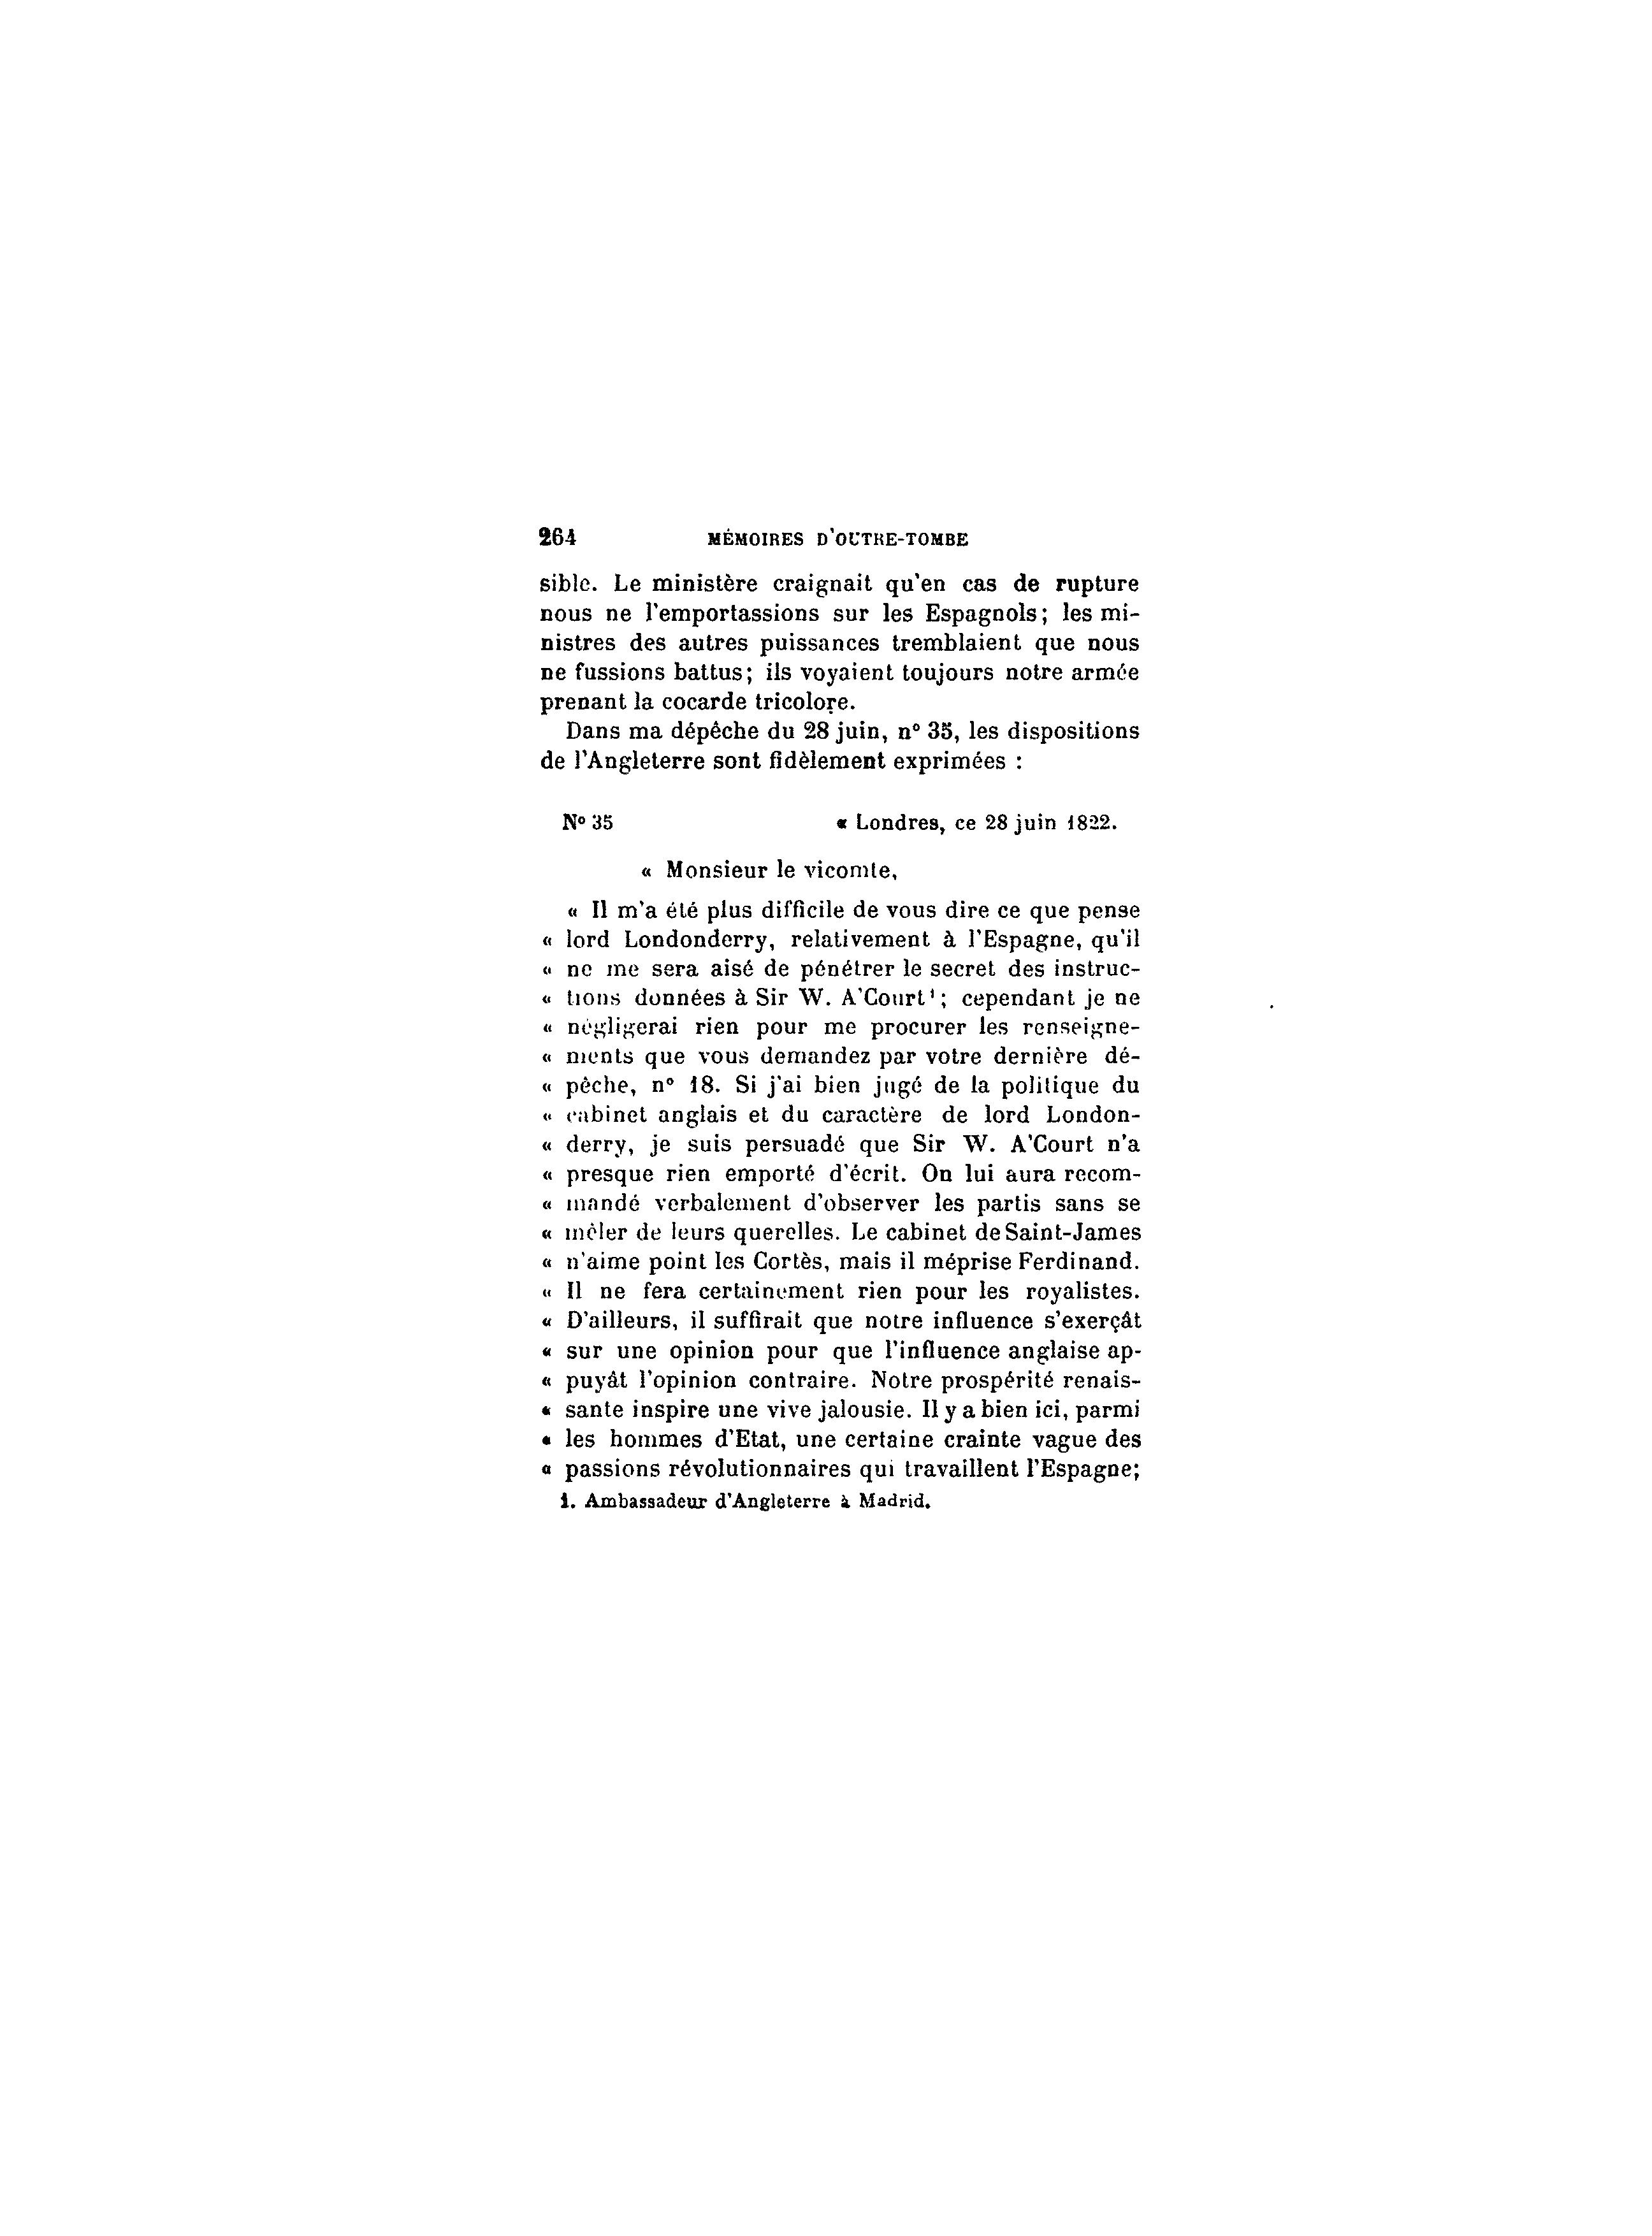 264 MÉMOIRES D'OUTRE-TOMBE
sible. Le ministère craignait qu'en cas de rupture
nous ne l'emportassions sur les Espagnols; les mi-
nistres des autres puissances tremblaient que nous
ne fussions battus; ils voyaient toujours notre armée
prenant la cocarde tricolore.
Dans ma dépêche du 28 juin, n° 35, les dispositions
de l'Angleterre sont fidèlement exprimées :
N° 35 « Londres, ce 28 juin 1822.
« Monsieur le vicomte,
« Il m'a été plus difficile de vous dire ce que pense
« lord Londonderry, relativement à l'Espagne, qu'il
« ne me sera aisé de pénétrer le secret des instruc-
« tions données à Sir W. A'Court¹; cependant je ne
« négligerai rien pour me procurer les renseigne-
« ments que vous demandez par votre dernière dé-
« pêche, n° 18. Si j'ai bien jugé de la politique du
« cabinet anglais et du caractère de lord London-
« derry, je suis persuadé que Sir W. A'Court n'a
« presque rien emporté d'écrit. On lui aura recom-
« mandé verbalement d'observer les partis sans se
« mêler de leurs querelles. Le cabinet de Saint-James
« n'aime point les Cortès, mais il méprise Ferdinand.
« Il ne fera certainement rien pour les royalistes.
« D'ailleurs, il suffirait que notre influence s'exerçât
« sur une opinion pour que l'influence anglaise ap-
« puyât l'opinion contraire. Notre prospérité renais-
« sante inspire une vive jalousie. Il y a bien ici, parmi
« les hommes d'Etat, une certaine crainte vague des
« passions révolutionnaires qui travaillent l'Espagne;
1. Ambassadeur d'Angleterre à Madrid.